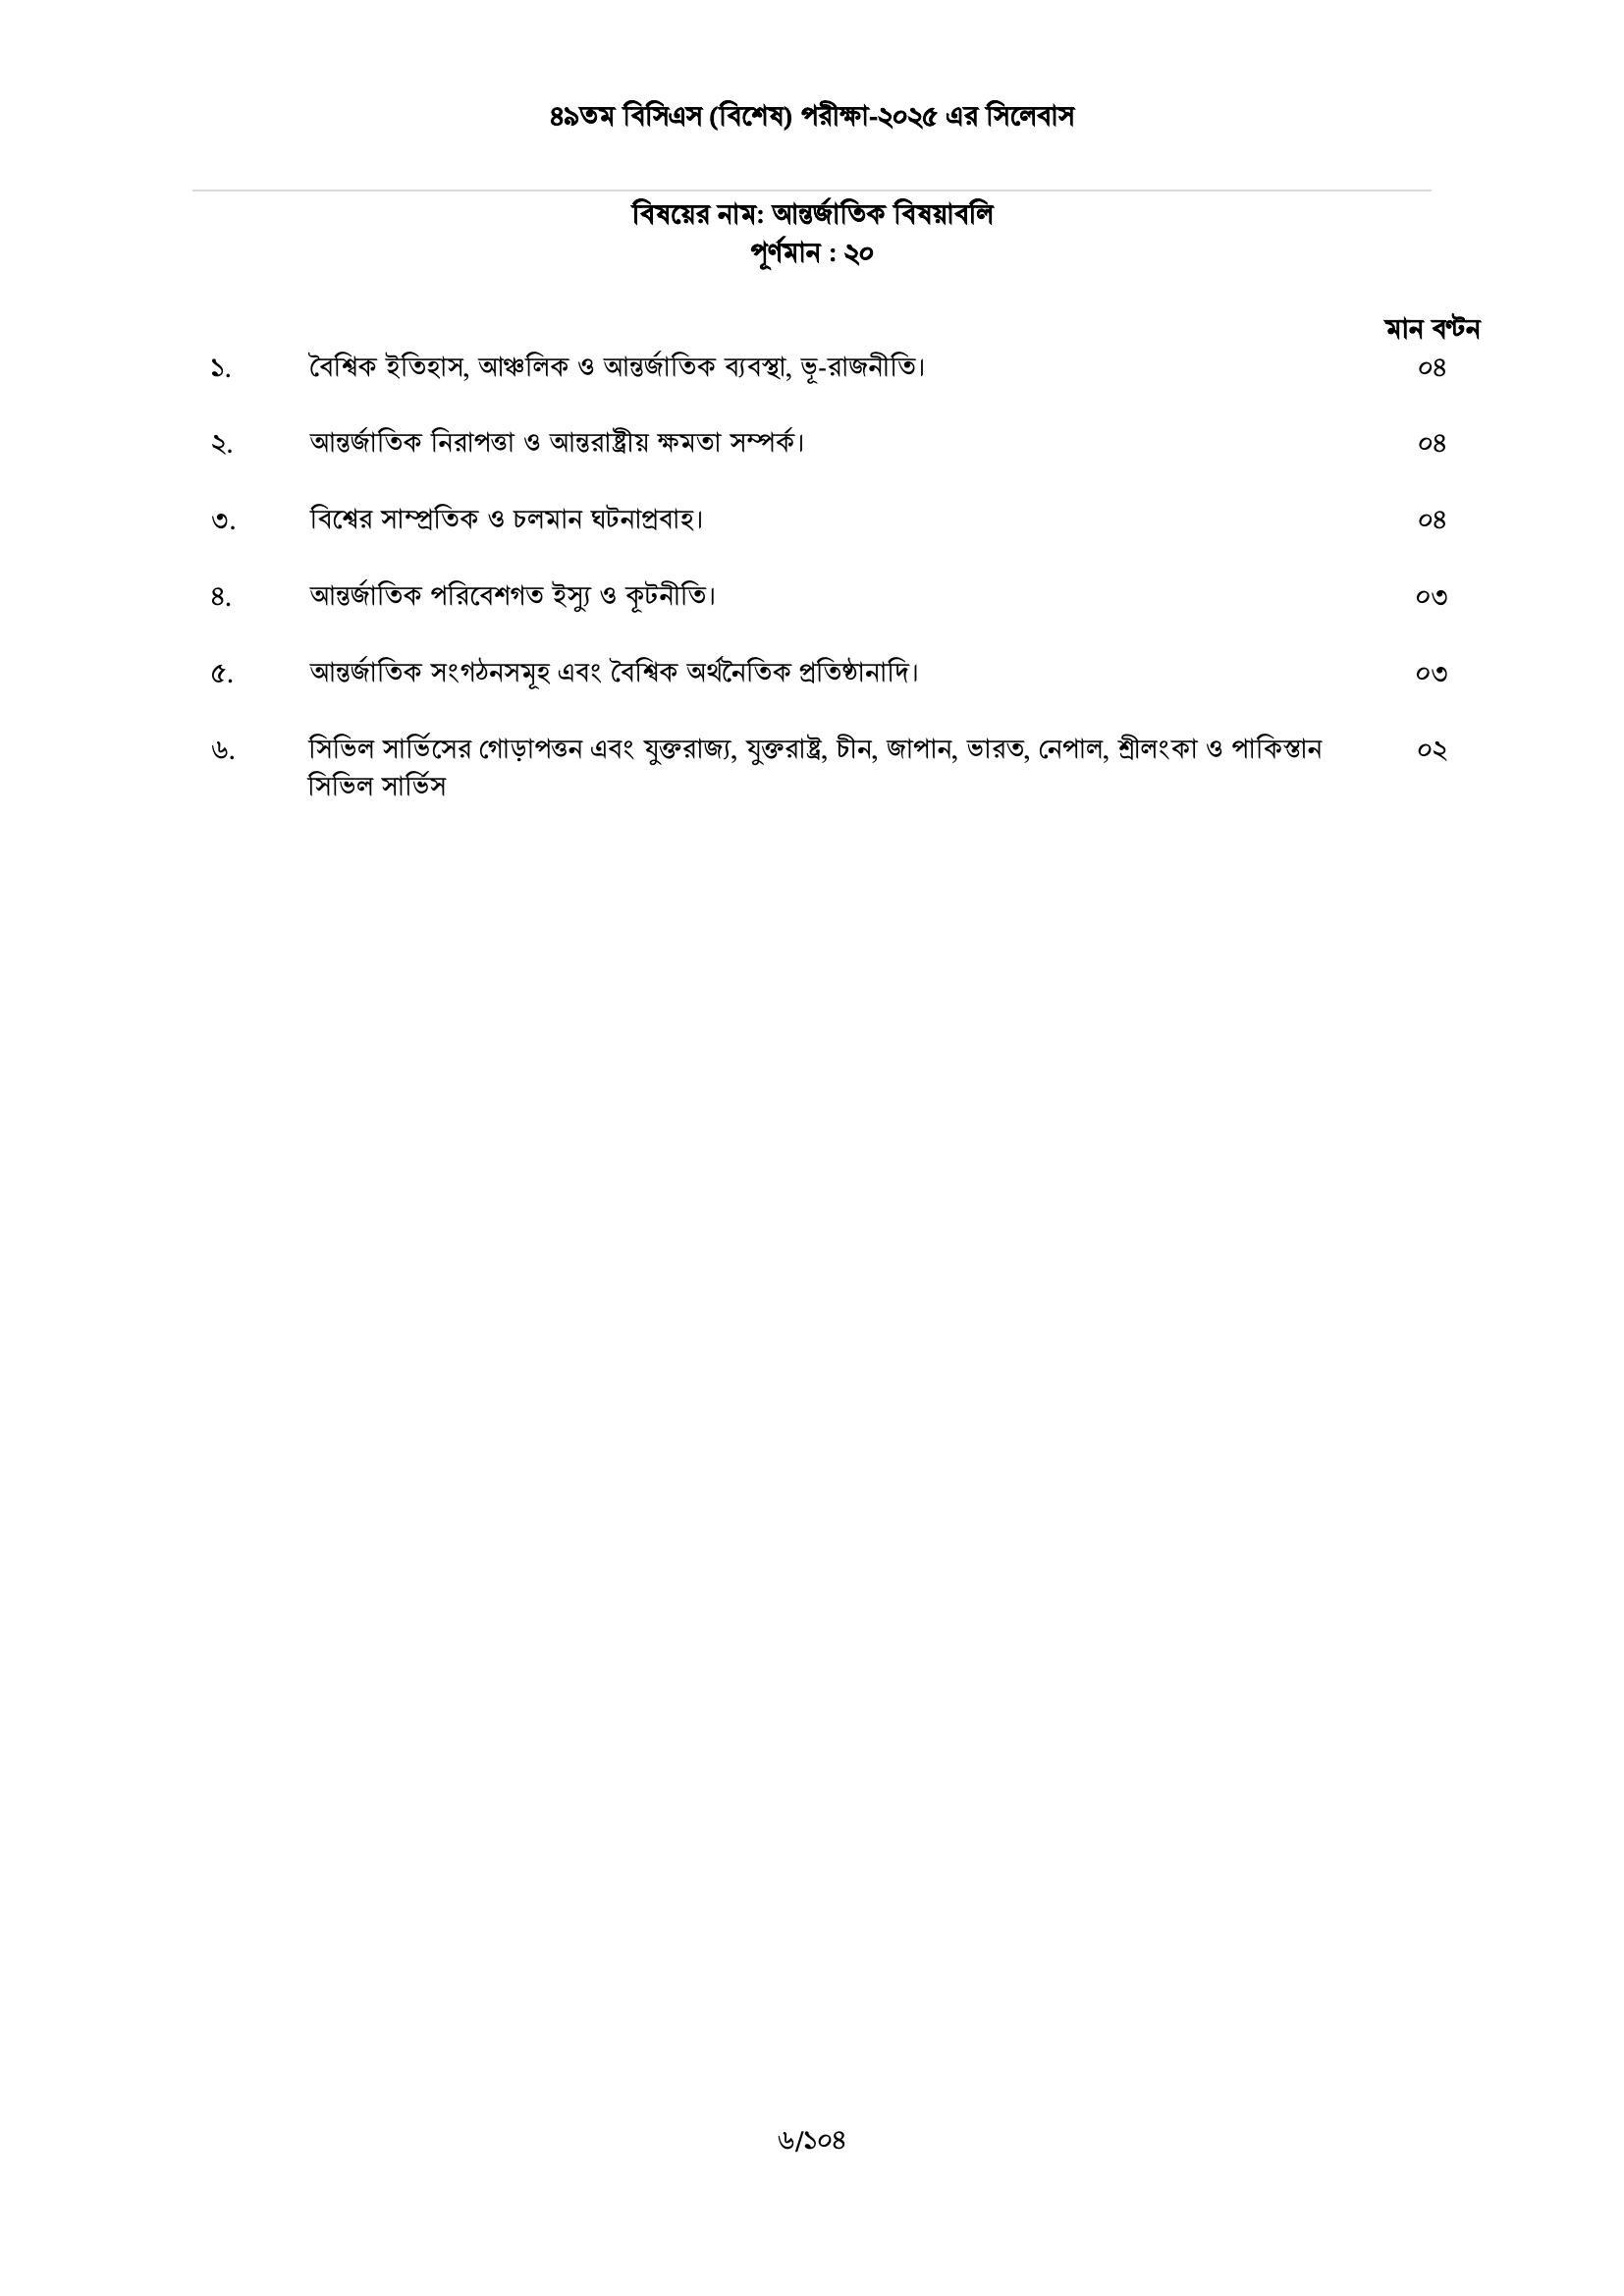 ৪৯তম বিসিএস (বিশেষ) পরীক্ষা-২০২৫ এর সিলেবাস
বিষয়ের নাম: আন্তর্জাতিক বিষয়াবলি
পূর্ণমান : ২০
মান বণ্টন
১. বৈশ্বিক ইতিহাস, আঞ্চলিক ও আন্তর্জাতিক ব্যবস্থা, ভূ-রাজনীতি। ০৪
২. আন্তর্জাতিক নিরাপত্তা ও আন্তরাষ্ট্রীয় ক্ষমতা সম্পর্ক। ০৪
৩. বিশ্বের সাম্প্রতিক ও চলমান ঘটনাপ্রবাহ। ০৪
৪. আন্তর্জাতিক পরিবেশগত ইস্যু ও কূটনীতি। ০৩
৫. আন্তর্জাতিক সংগঠনসমূহ এবং বৈশ্বিক অর্থনৈতিক প্রতিষ্ঠানাদি। ০৩
৬. সিভিল সার্ভিসের গোড়াপত্তন এবং যুক্তরাজ্য, যুক্তরাষ্ট্র, চীন, জাপান, ভারত, নেপাল, শ্রীলংকা ও পাকিস্তান ০২
সিভিল সার্ভিস
৬/১০৪